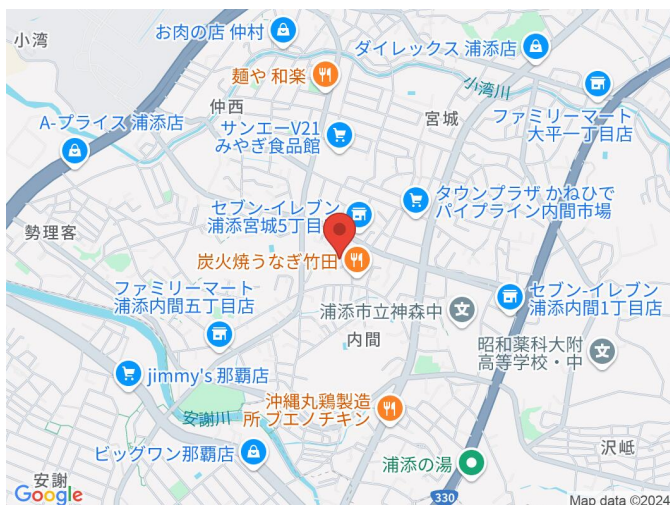 小湾
お肉の店 仲村
ダイレックス 浦添店
麺や 和楽
小湾川
仲西
宮城
ファミリーマート
大平一丁目店
A-プライス 浦添店
サンエーV21
みやぎ食品館
タウンプラザ かねひで
パイプライン内間市場
セブン-イレブン
浦添宮城5丁目
勢理客
炭火焼うなぎ竹田
ファミリーマート
浦添内間五丁目店
セブン-イレブン
浦添内間1丁目店
浦添市立神森中
内間
昭和薬科大附
高等学校・中
jimmy's 那覇店
沖縄丸鶏製造
所 ブエノ チキン
安謝川
ビッグワン那覇店
浦添の湯
沢岻
安謝
330
Google
Map data ©2024